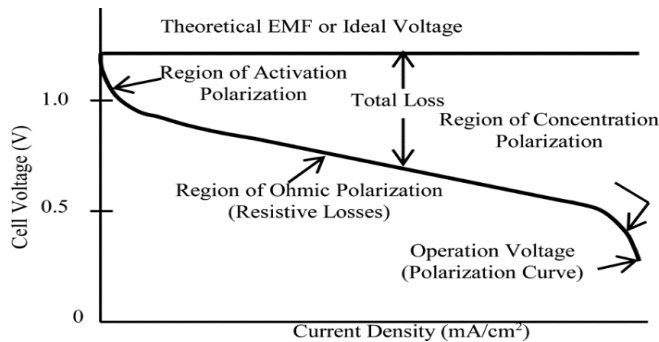 Theoretical EMF or Ideal Voltage
Region of Activation
Polarization
Total Loss
Region of Concentration
Polarization
Region of Ohmic Polarization
(Resistive Losses)
Operation Voltage
(Polarization Curve)
Cell Voltage (V)
1.0
0.5
0
Current Density (mA/cm²)